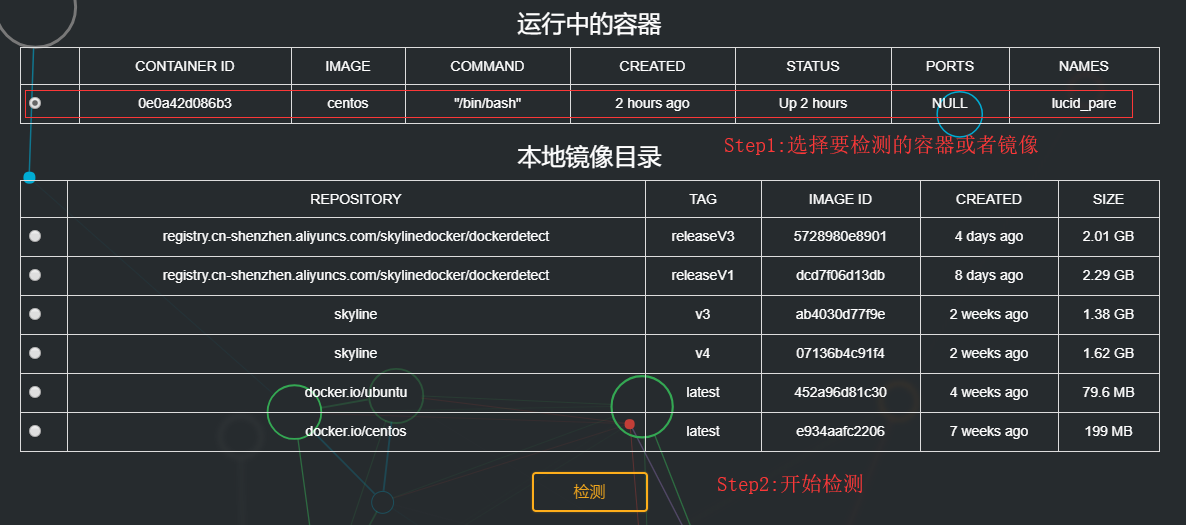 运行中的容器
CONTAINER ID IMAGE COMMAND CREATED STATUS PORTS NAMES
0e0a42d086b3 centos "/bin/bash" 2 hours ago Up 2 hours NULL lucid_pare
Step1:选择要检测的容器或者镜像
本地镜像目录
REPOSITORY TAG IMAGE ID CREATED SIZE
registry.cn-shenzhen.aliyuncs.com/skylinedocker/dockerdetect releaseV3 5728980e8901 4 days ago 2.01 GB
registry.cn-shenzhen.aliyuncs.com/skylinedocker/dockerdetect releaseV1 dcd7f06d13db 8 days ago 2.29 GB
skyline v3 ab4030d77f9e 2 weeks ago 1.38 GB
skyline v4 07136b4c91f4 2 weeks ago 1.62 GB
docker.io/ubuntu latest 452a96d81c30 4 weeks ago 79.6 MB
docker.io/centos latest e934aafc2206 7 weeks ago 199 MB
检测
Step2:开始检测